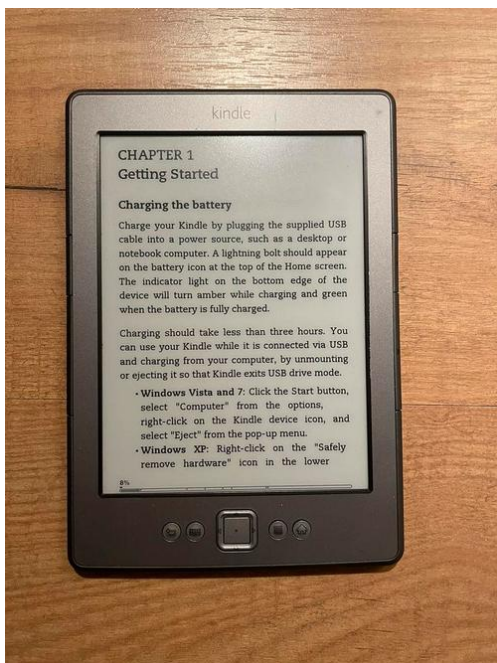 kindle
CHAPTER 1
Getting Started
Charging the battery
Charge your Kindle by plugging the supplied USB
cable into a power source, such as a desktop or
notebook computer. A lightning bolt should appear
on the battery icon at the top of the Home screen.
The indicator light on the bottom edge of the
device will turn amber while charging and green
when the battery is fully charged.
Charging should take less than three hours. You
can use your Kindle while it is connected via USB
and charging from your computer, by unmounting
or ejecting it so that Kindle exits USB drive mode.
• Windows Vista and 7: Click the Start button,
select "Computer" from the options,
right-click on the Kindle device icon, and
select "Eject" from the pop-up menu.
• Windows XP: Right-click on the "Safely
remove hardware" icon in the lower
8%